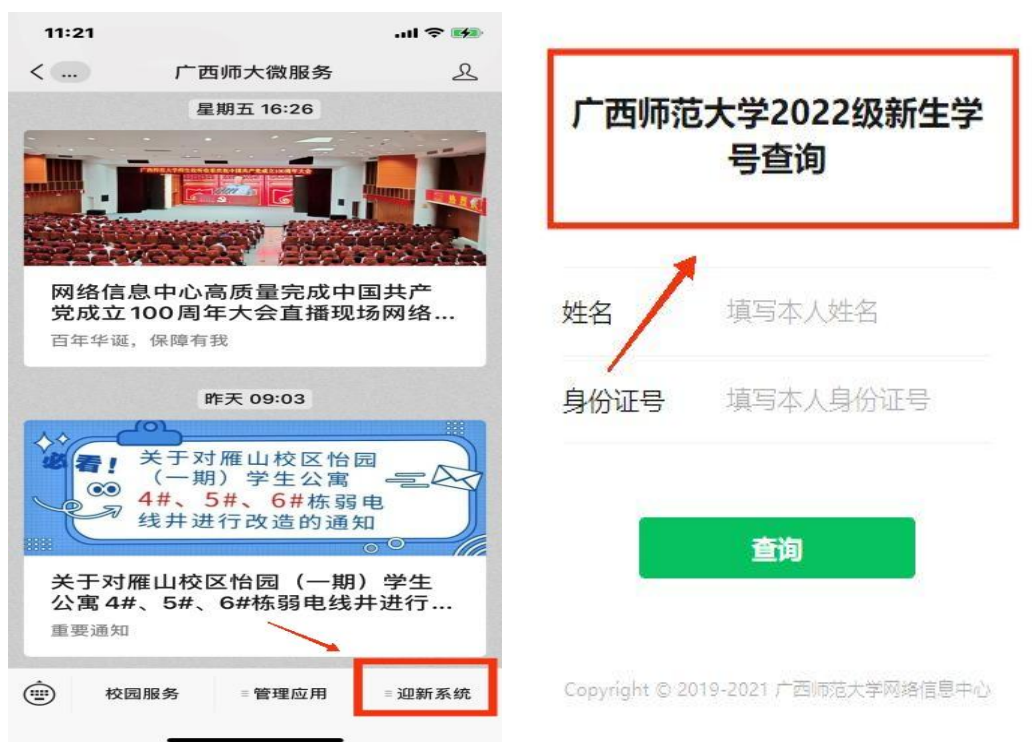 11:21
...
广西师大微服务
星期五 16:26
网络信息中心高质量完成中国共产
党成立100周年大会直播现场网络...
百年华诞，保障有我
昨天 09:03
必看！
关于对雁山校区怡园
（一期）学生公寓
4#、5#、6#栋弱电
线井进行改造的通知
关于对雁山校区怡园（一期）学生
公寓4#、5#、6#栋弱电线井进行...
重要通知
校园服务
管理应用
迎新系统
广西师范大学2022级新生学
号查询
姓名 填写本人姓名
身份证号 填写本人身份证号
查询
Copyright © 2019-2021 广西师范大学网络信息中心